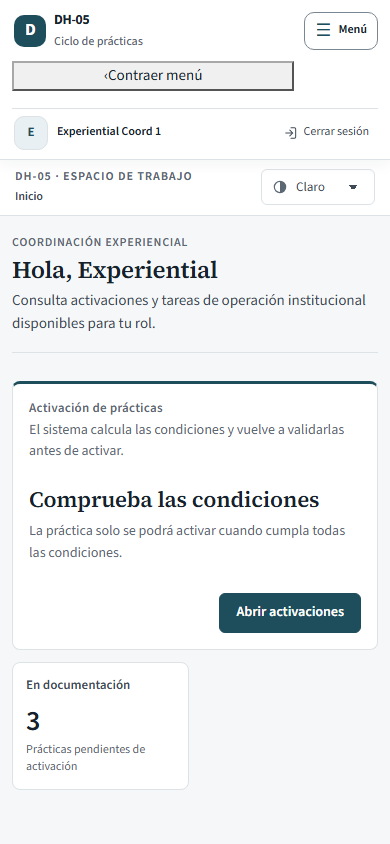 D
DH-05
Ciclo de prácticas
Menú
‹Contraer menú
E
Experiential Coord 1
Cerrar sesión
DH-05 · ESPACIO DE TRABAJO
Inicio
Claro
COORDINACIÓN EXPERIENCIAL
Hola, Experiential
Consulta activaciones y tareas de operación institucional
disponibles para tu rol.
Activación de prácticas
El sistema calcula las condiciones y vuelve a validarlas
antes de activar.
Comprueba las condiciones
La práctica solo se podrá activar cuando cumpla todas
las condiciones.
Abrir activaciones
En documentación
3
Prácticas pendientes de
activación